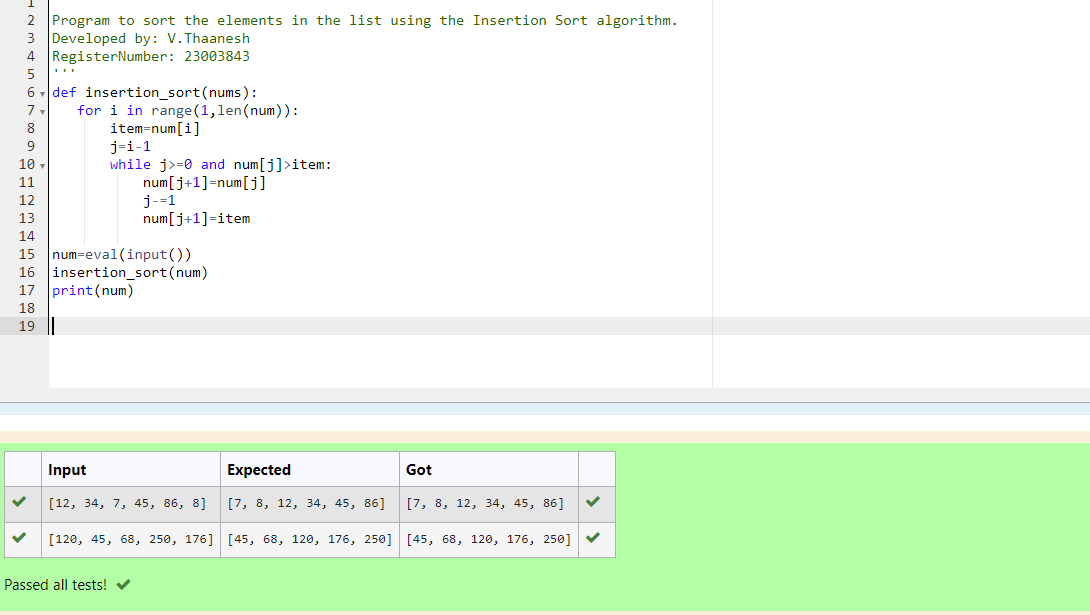 1
2 Program to sort the elements in the list using the Insertion Sort algorithm.
3 Developed by: V.Thaanesh
4 RegisterNumber: 23003843
5 '''
6 def insertion_sort(nums):
7    for i in range(1,len(num)):
8        item=num[i]
9        j=i-1
10        while j>=0 and num[j]>item:
11            num[j+1]=num[j]
12            j-=1
13            num[j+1]=item
14
15 num=eval(input())
16 insertion_sort(num)
17 print(num)
18
19
Input Expected Got
[12, 34, 7, 45, 86, 8] [7, 8, 12, 34, 45, 86] [7, 8, 12, 34, 45, 86]
[120, 45, 68, 250, 176] [45, 68, 120, 176, 250] [45, 68, 120, 176, 250]
Passed all tests!